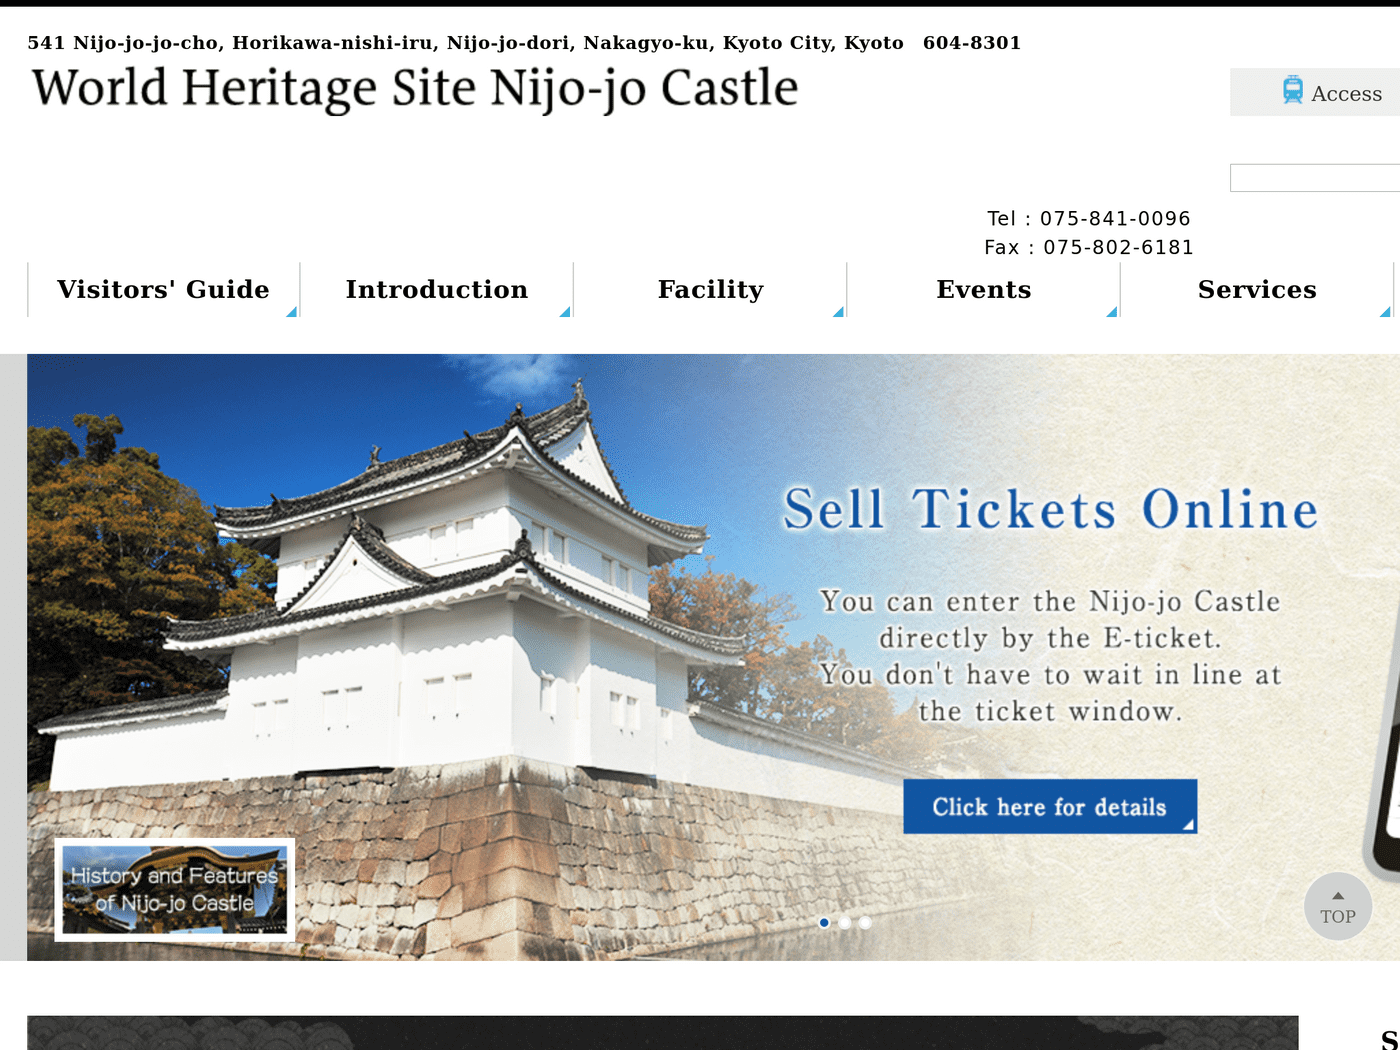 541 Nijo-jo-jo-cho, Horikawa-nishi-iru, Nijo-jo-dori, Nakagyo-ku, Kyoto City, Kyoto 604-8301
World Heritage Site Nijo-jo Castle
Access
Tel : 075-841-0096
Fax : 075-802-6181
Visitors' Guide
Introduction
Facility
Events
Services
Sell Tickets Online
You can enter the Nijo-jo Castle
directly by the E-ticket.
You don't have to wait in line at
the ticket window.
Click here for details
History and Features
of Nijo-jo Castle
TOP